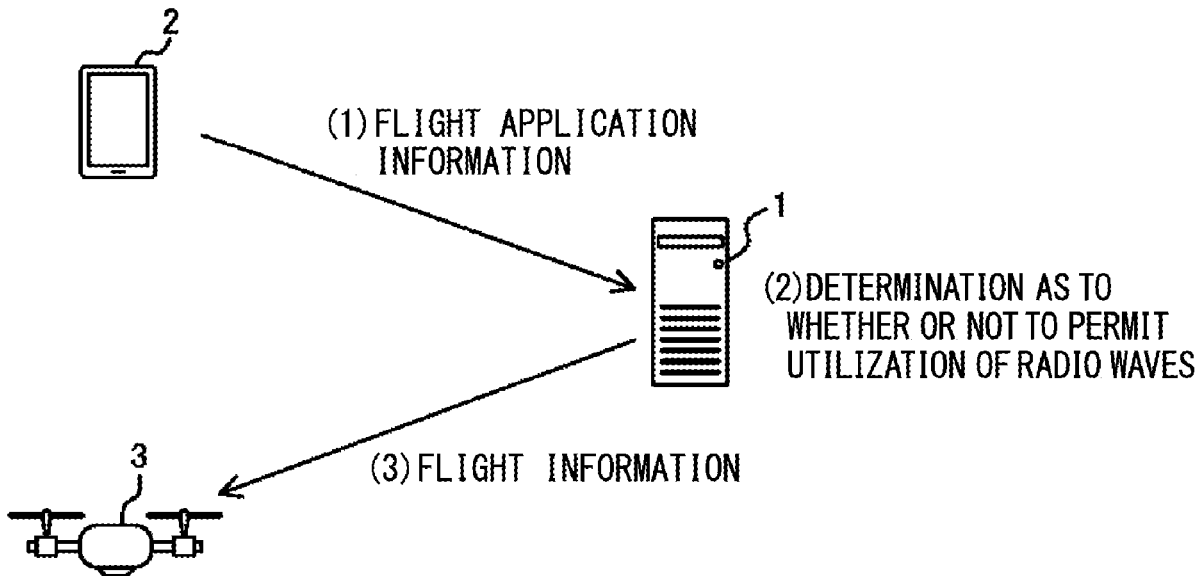 2
(1)FLIGHT APPLICATION
INFORMATION
1
(2)DETERMINATION AS TO
WHETHER OR NOT TO PERMIT
UTILIZATION OF RADIO WAVES
(3)FLIGHT INFORMATION
3